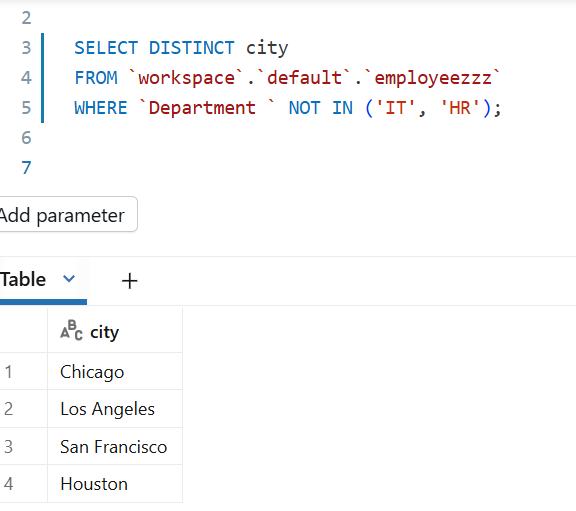 2
3 SELECT DISTINCT city
4 FROM `workspace`.`default`.`employeezzz`
5 WHERE `Department ` NOT IN ('IT', 'HR');
6
7
Add parameter
Table +
ABC city
1 Chicago
2 Los Angeles
3 San Francisco
4 Houston